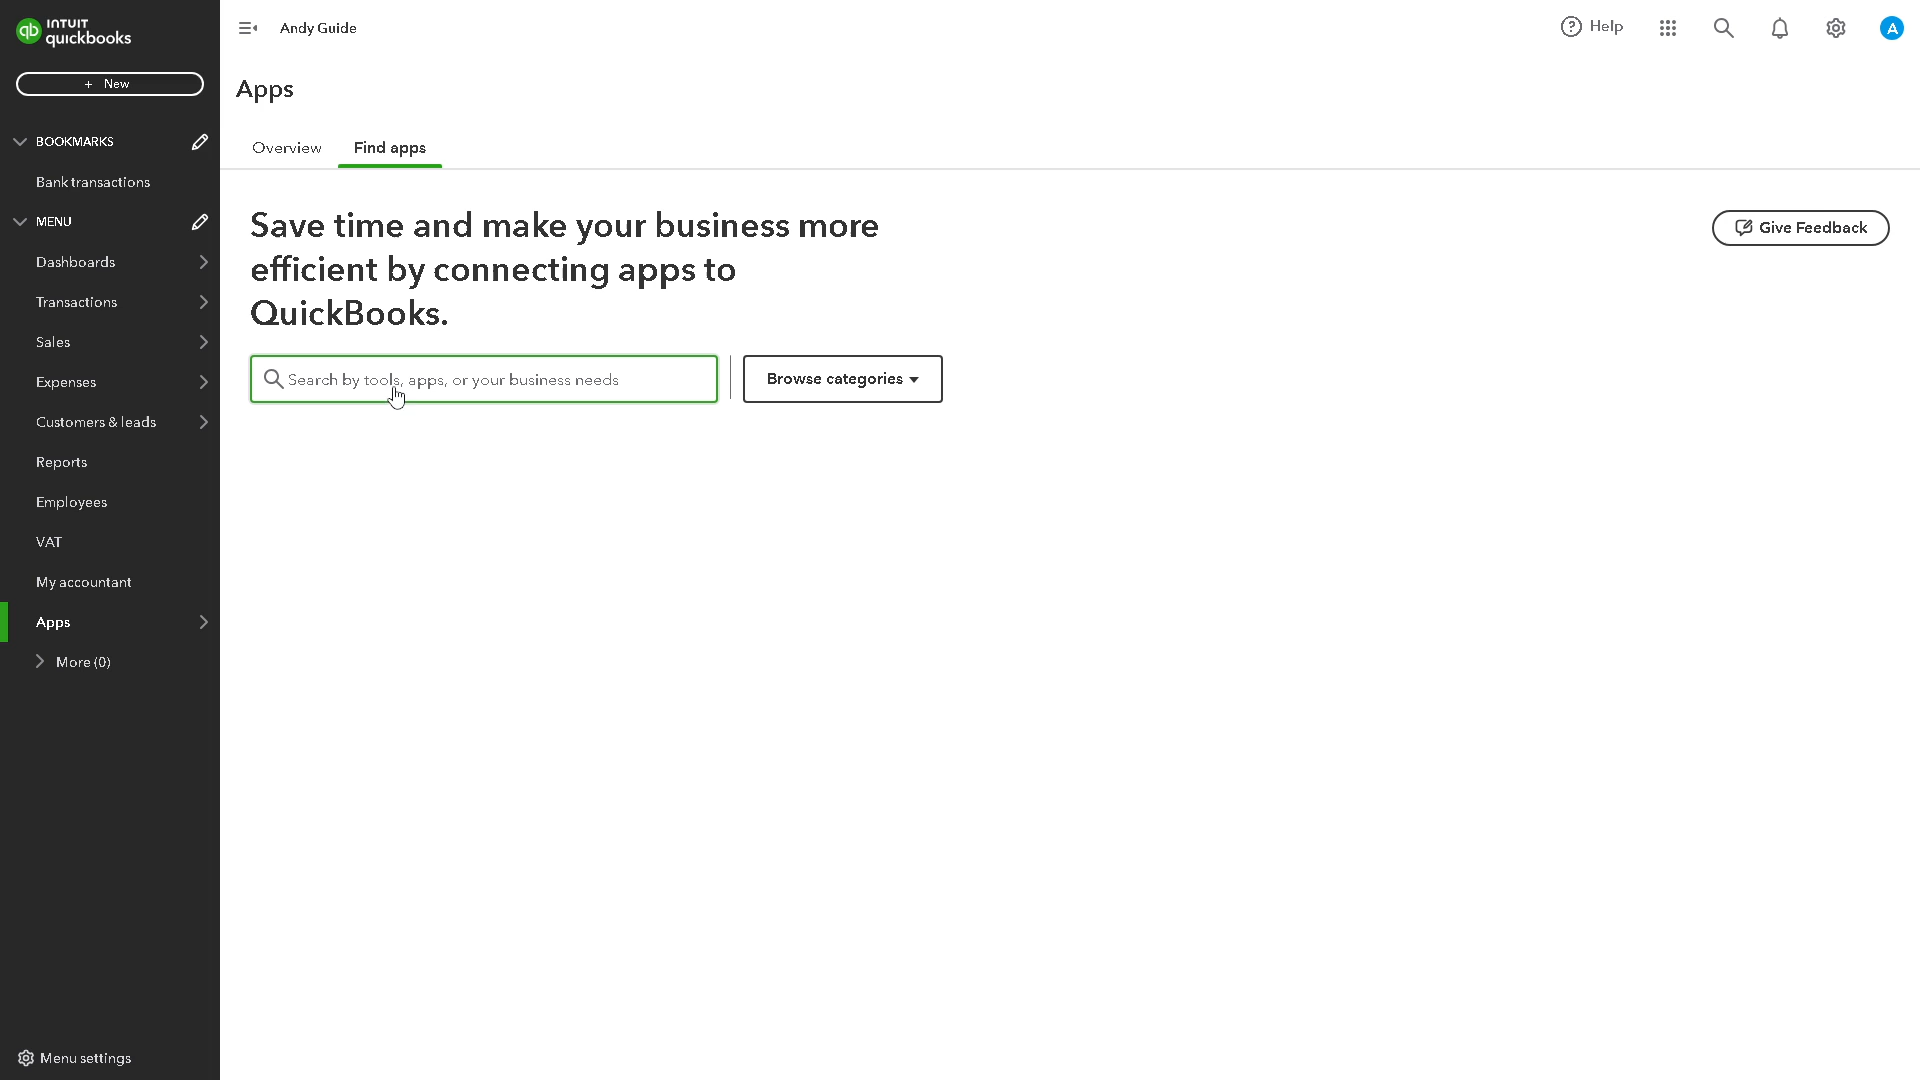 INTUIT
quickbooks
qb
+ New
BOOKMARKS
Bank transactions
MENU
Dashboards
Transactions
Sales
Expenses
Customers & leads
Reports
Employees
VAT
My accountant
Apps
More (0)
Menu settings
Andy Guide
Help
A
Apps
Overview
Find apps
Save time and make your business more
efficient by connecting apps to
QuickBooks.
Give Feedback
Search by tools, apps, or your business needs
Browse categories